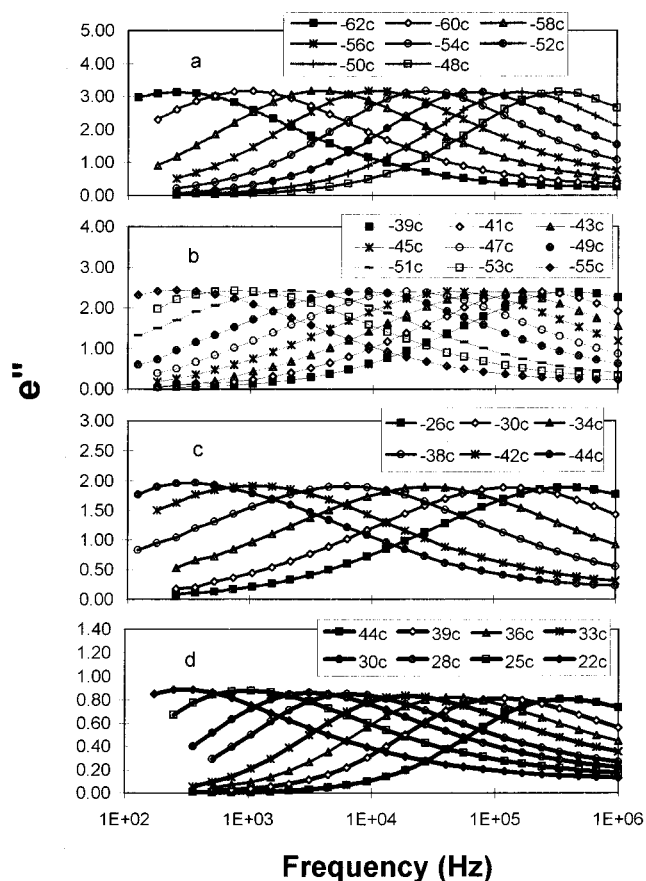 -62c -60c -58c
-56c -54c -52c
-50c -48c
a
5.00
4.00
3.00
2.00
1.00
0.00
-39c -41c -43c
-45c -47c -49c
-51c -53c -55c
b
4.00
3.00
2.00
1.00
0.00
e"
-26c -30c -34c
-38c -42c -44c
c
3.00
2.50
2.00
1.50
1.00
0.50
0.00
44c 39c 36c 33c
30c 28c 25c 22c
d
1.40
1.20
1.00
0.80
0.60
0.40
0.20
0.00
1E+02 1E+03 1E+04 1E+05 1E+06
Frequency (Hz)